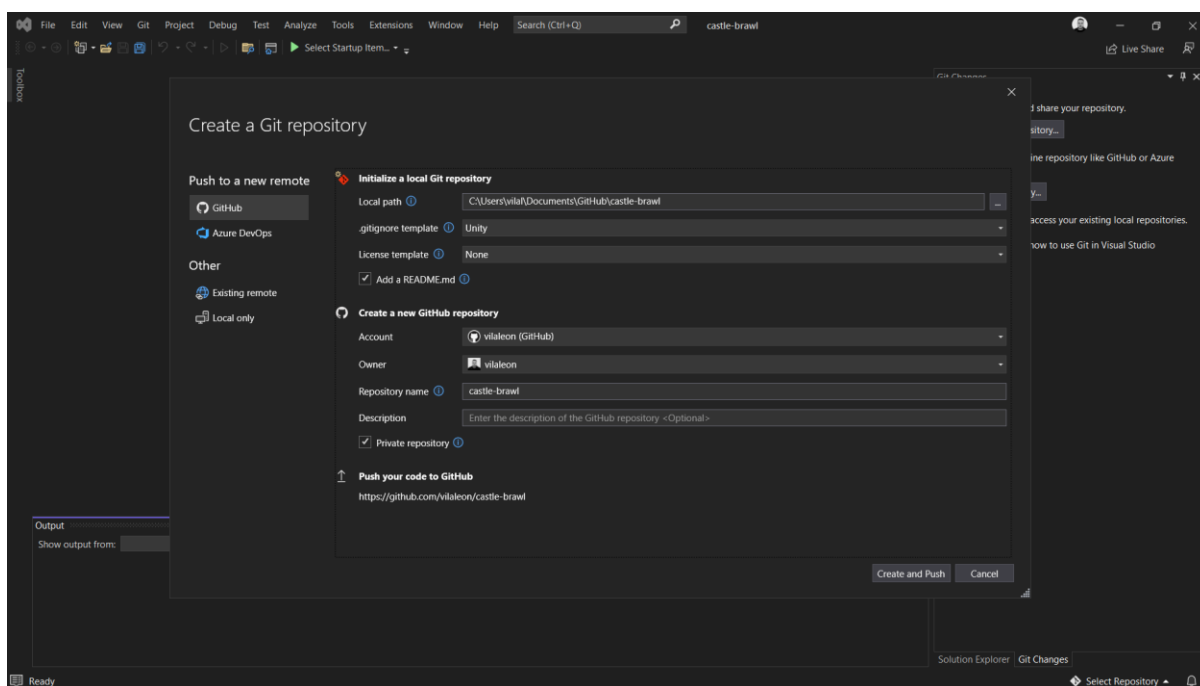 File Edit View Git Project Debug Test Analyze Tools Extensions Window Help Search (Ctrl+Q) castle-brawl
Select Startup Item... Live Share
Toolbox
Git Changes
Create a Git repository
d share your repository.
sitory...
ine repository like GitHub or Azure
y...
access your existing local repositories.
how to use Git in Visual Studio
Push to a new remote
GitHub
Azure DevOps
Other
Existing remote
Local only
Initialize a local Git repository
Local path C:\Users\vilal\Documents\GitHub\castle-brawl ...
.gitignore template Unity
License template None
Add a README.md
Create a new GitHub repository
Account vilaleon (GitHub)
Owner vilaleon
Repository name castle-brawl
Description Enter the description of the GitHub repository <Optional>
Private repository
Push your code to GitHub
https://github.com/vilaleon/castle-brawl
Create and Push Cancel
Output
Show output from:
Solution Explorer Git Changes
Ready Select Repository